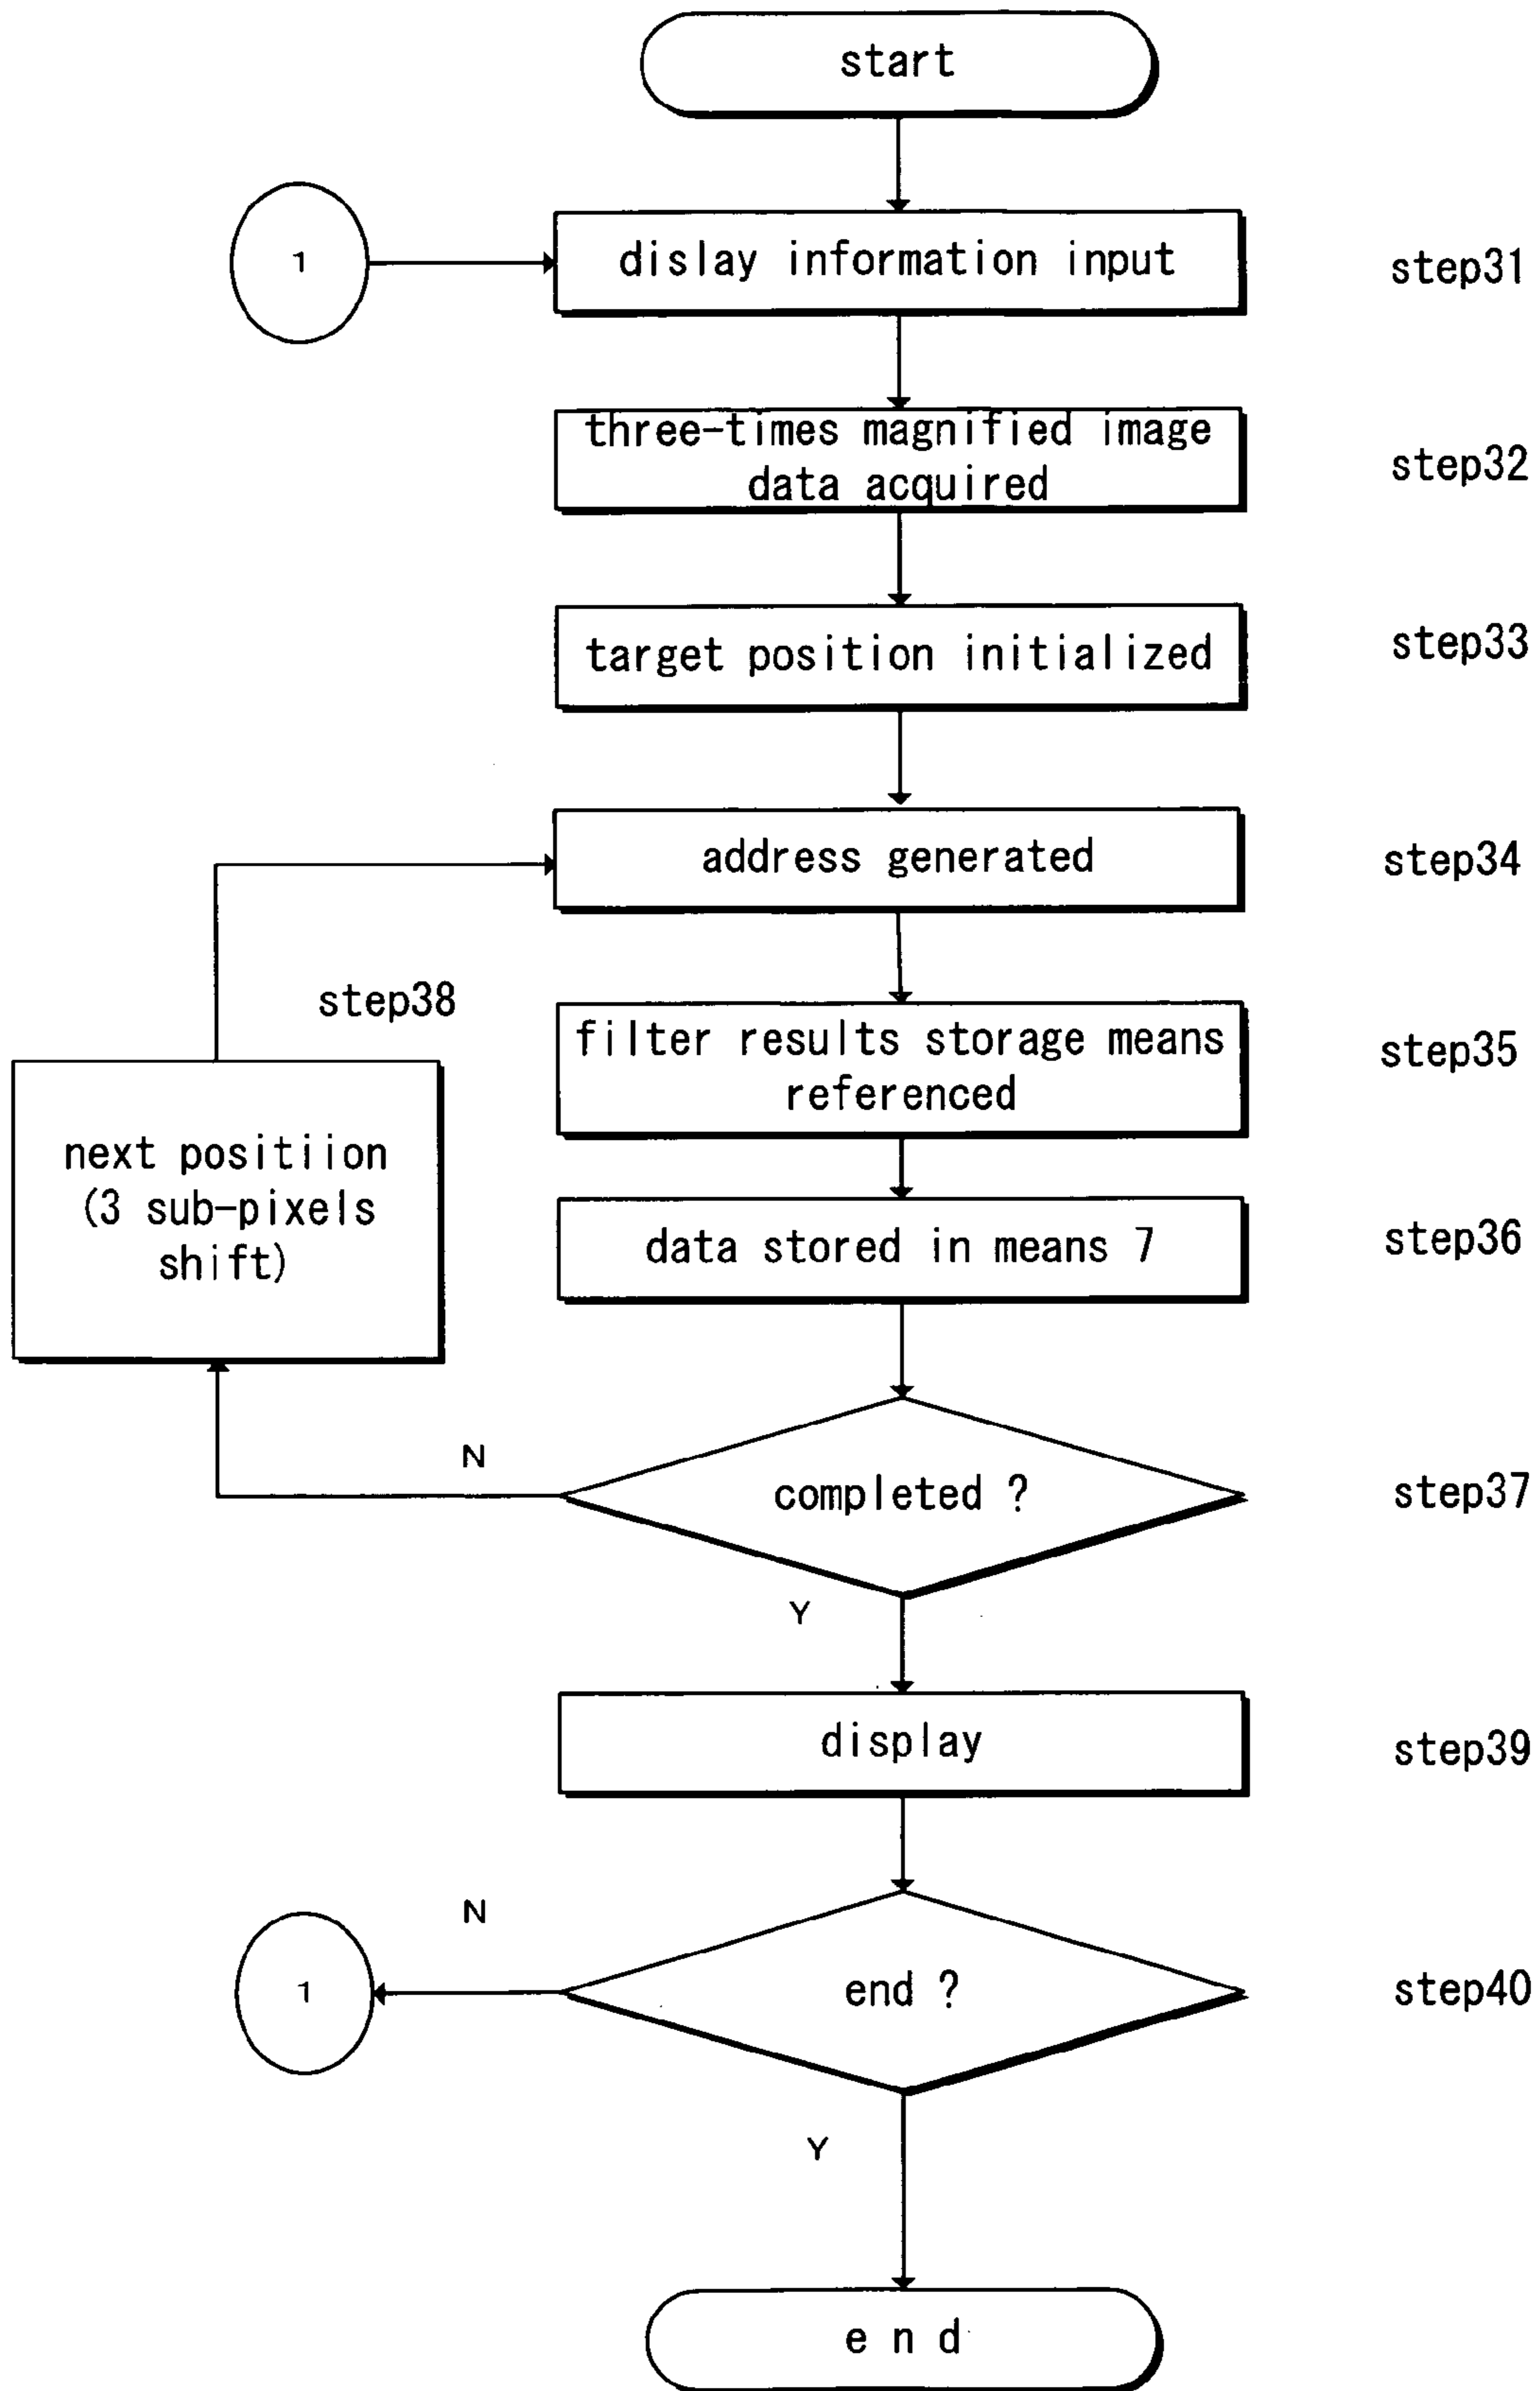 start
1
dislay information input
step31
three-times magnified image
data acquired
step32
target position initialized
step33
address generated
step34
step38
filter results storage means
referenced
step35
next positiion
(3 sub-pixels
shift)
data stored in means 7
step36
N
completed ?
step37
Y
display
step39
N
1
end ?
step40
Y
end